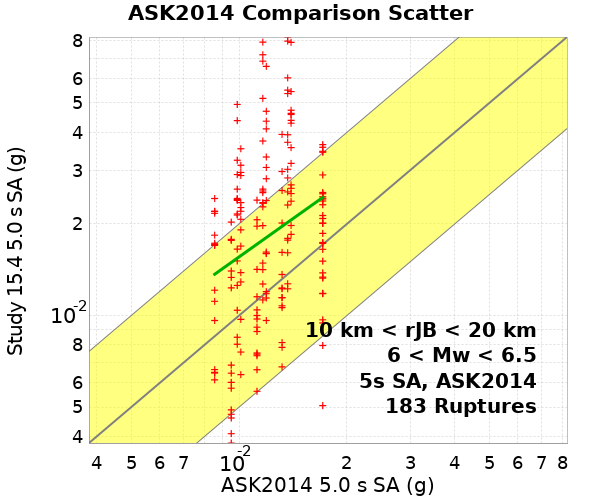 ASK2014 Comparison Scatter
Study 15.4 5.0 s SA (g)
8
6
5
4
3
2
10-2
8
6
5
4
10 km < rJB < 20 km
6 < Mw < 6.5
5s SA, ASK2014
183 Ruptures
4 5 6 7 10-2 2 3 4 5 6 7 8
ASK2014 5.0 s SA (g)